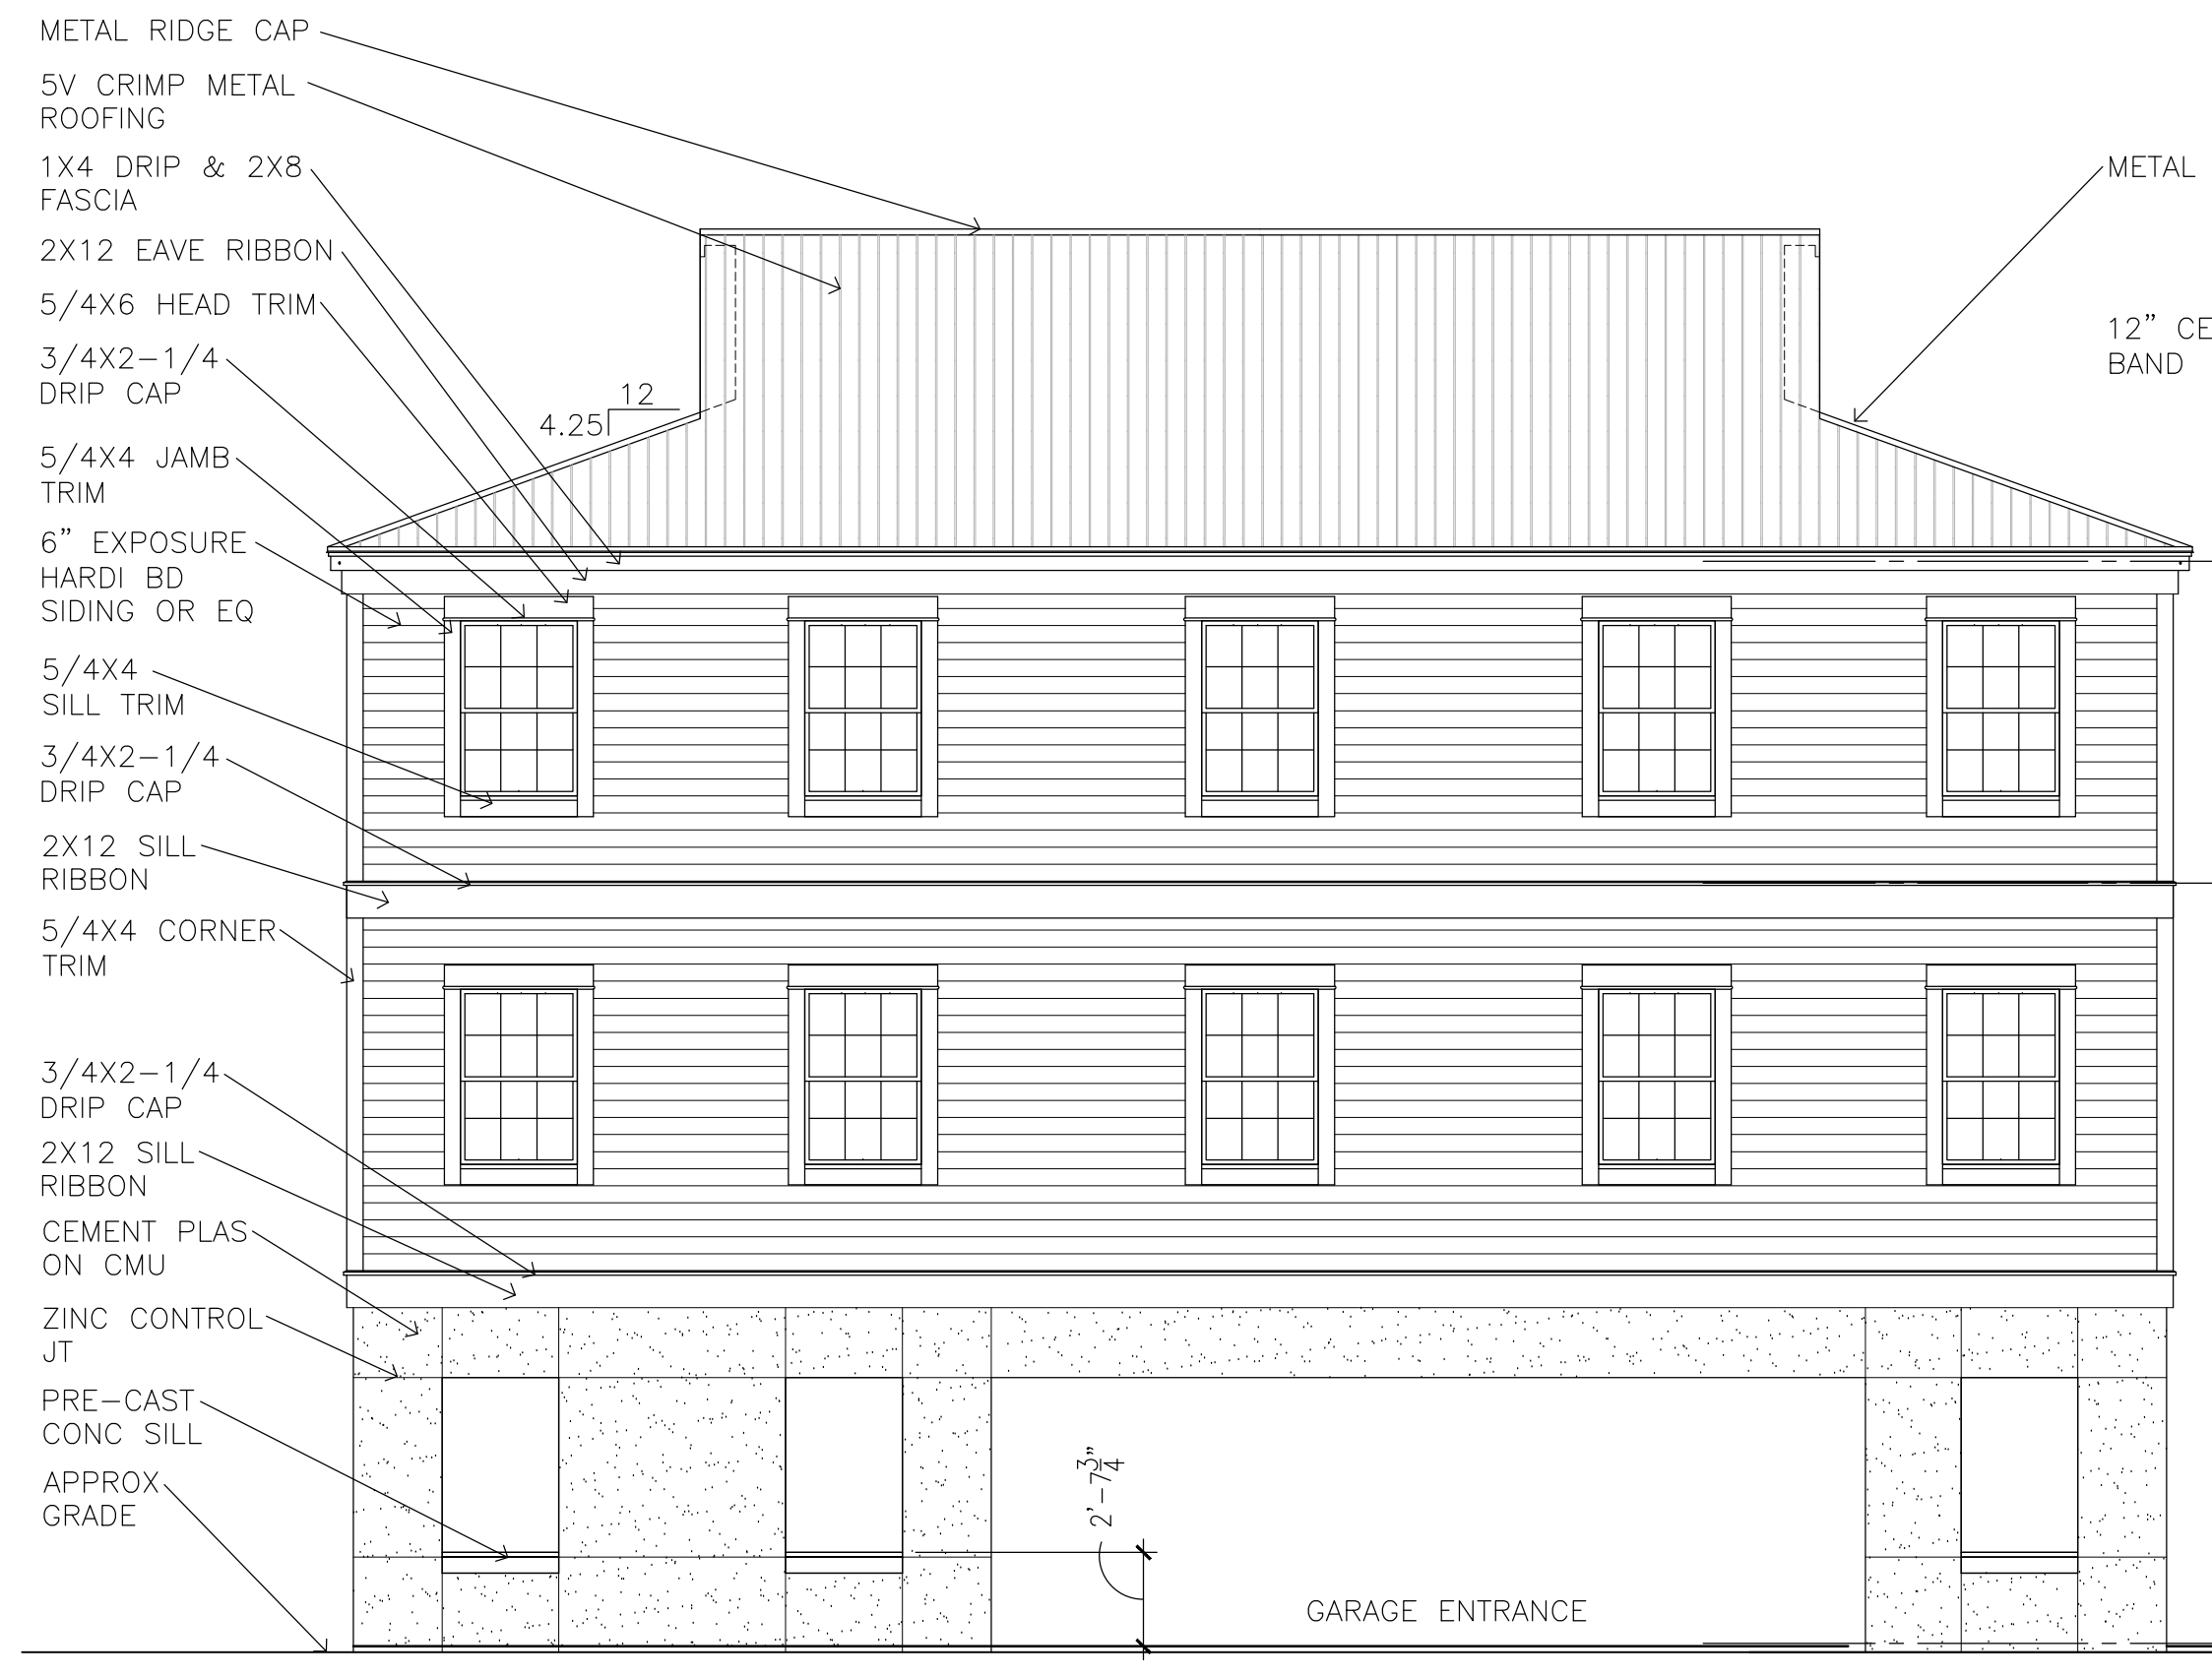 METAL RIDGE CAP
5V CRIMP METAL
ROOFING
1X4 DRIP & 2X8
FASCIA
2X12 EAVE RIBBON
5/4X6 HEAD TRIM
3/4X2-1/4
DRIP CAP
5/4X4 JAMB
TRIM
6" EXPOSURE
HARDI BD
SIDING OR EQ
5/4X4
SILL TRIM
3/4X2-1/4
DRIP CAP
2X12 SILL
RIBBON
5/4X4 CORNER
TRIM
3/4X2-1/4
DRIP CAP
2X12 SILL
RIBBON
CEMENT PLAS
ON CMU
ZINC CONTROL
JT
PRE-CAST
CONC SILL
APPROX
GRADE
12
4.25
2'-7 3/4"
GARAGE ENTRANCE
METAL
12" CE
BAND